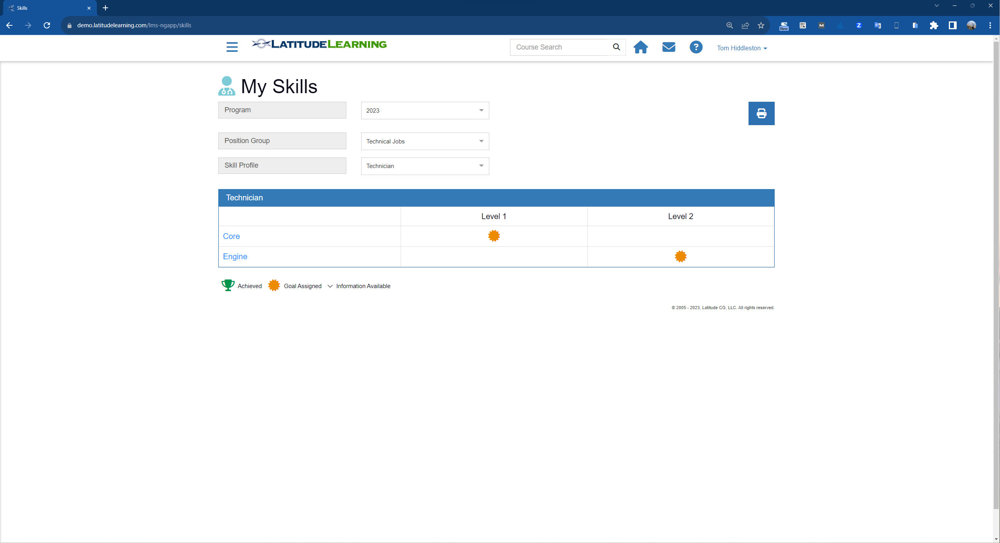 Skills
demo.latitudelearning.com/lms-ngapp/skills
New
LATITUDELEARNING
Course Search
Tom Hiddleston
My Skills
Program
2023
Position Group
Technical Jobs
Skill Profile
Technician
Technician
Level 1
Level 2
Core
Engine
Achieved
Goal Assigned
Information Available
© 2005 - 2023, Latitude CG, LLC. All rights reserved.